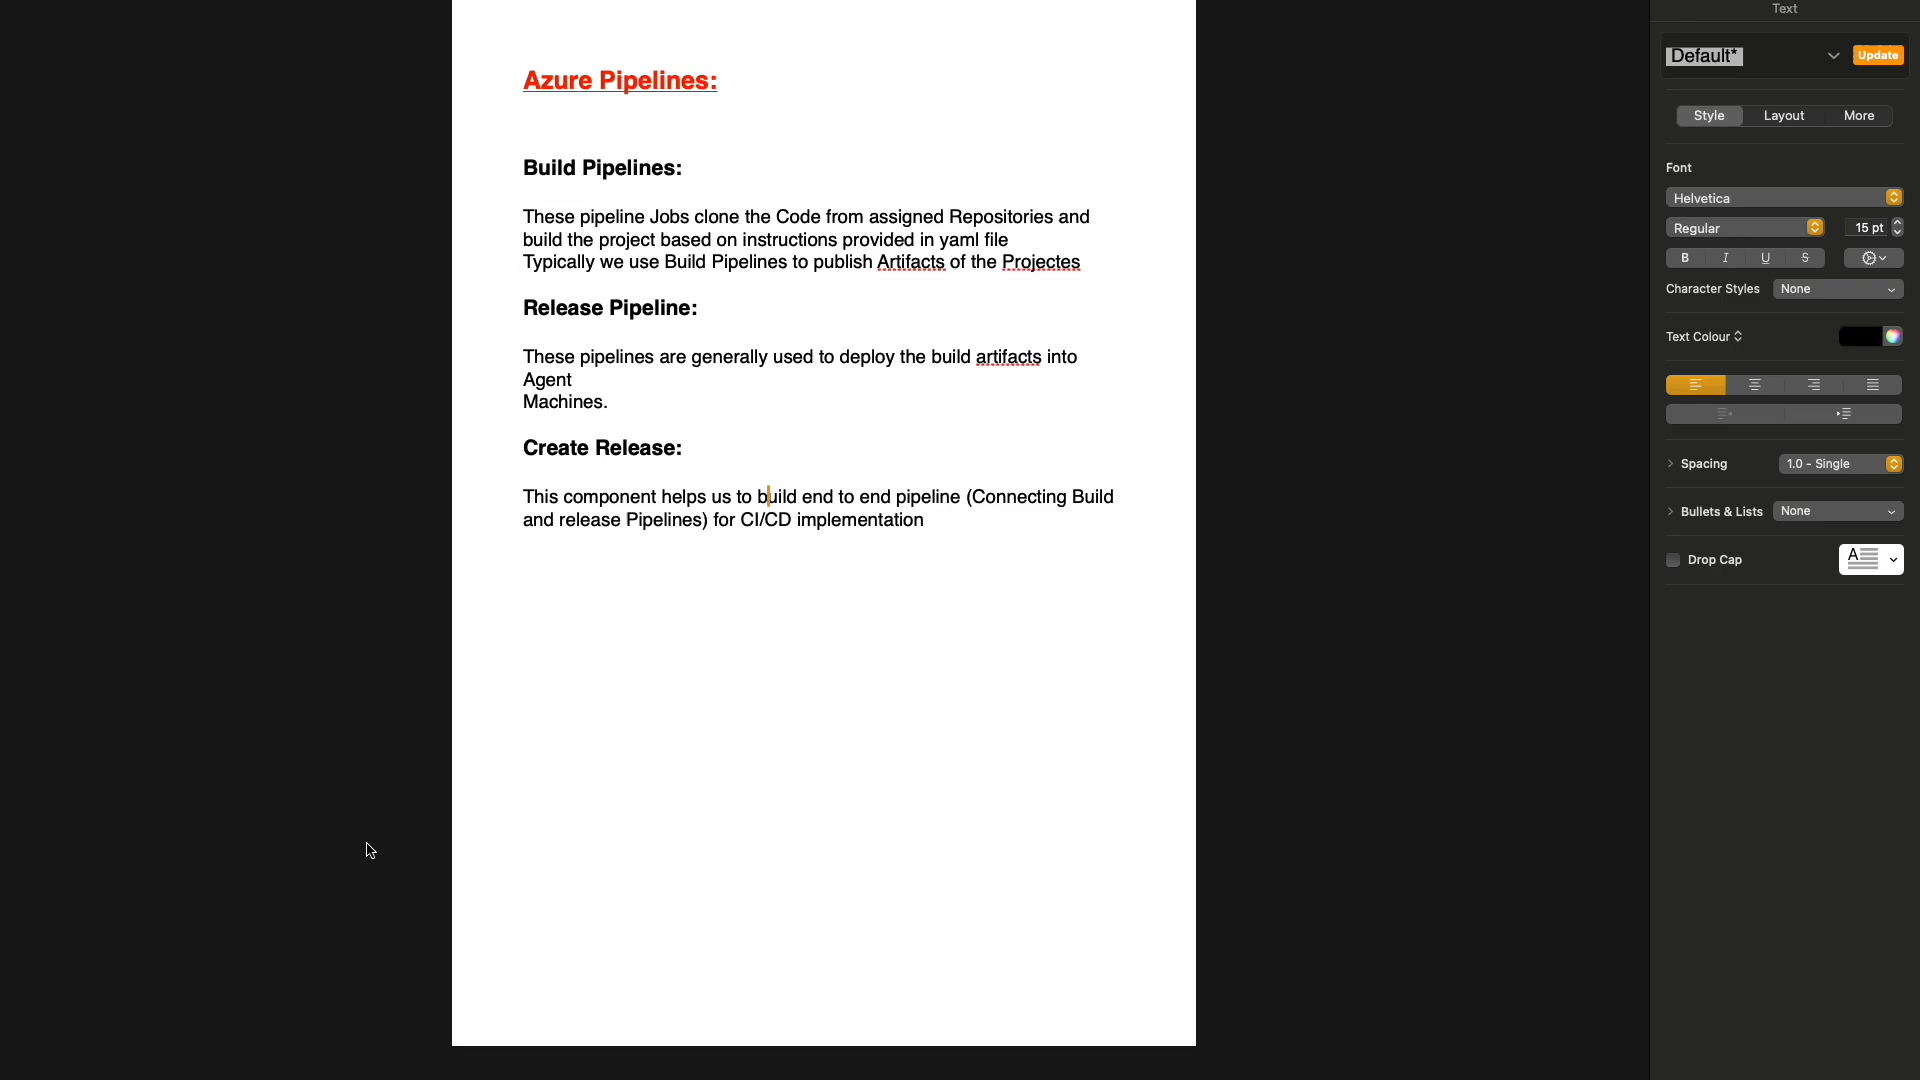 Azure Pipelines:
Build Pipelines:
These pipeline Jobs clone the Code from assigned Repositories and
build the project based on instructions provided in yaml file
Typically we use Build Pipelines to publish Artifacts of the Projectes
Release Pipeline:
These pipelines are generally used to deploy the build artifacts into
Agent
Machines.
Create Release:
This component helps us to build end to end pipeline (Connecting Build
and release Pipelines) for CI/CD implementation
Text
Default*
Update
Style Layout More
Font
Helvetica
Regular 15 pt
B I U S
Character Styles None
Text Colour
Spacing 1.0 - Single
Bullets & Lists None
Drop Cap A